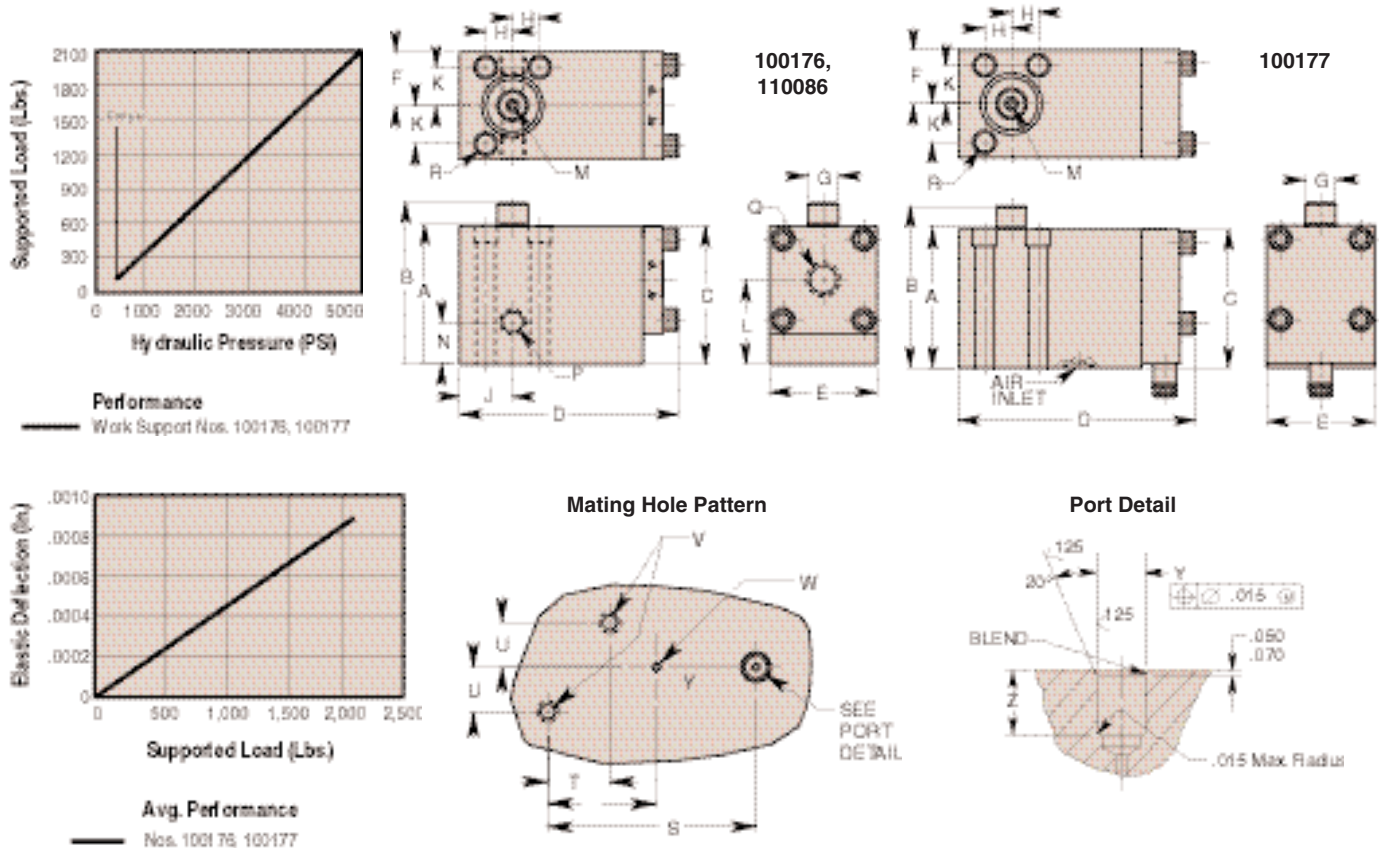 2100
1800
1500
1200
900
600
300
0
0 1000 2000 3000 4000 5000
Supported Load (Lbs.)
Hydraulic Pressure (PSI)
Performance
Work Support Nos. 100176, 100177
H
H
F
K
K
R
M
100176,
110086
B
A
N
J
D
P
C
Q
G
L
E
H
H
F
K
K
R
M
100177
B
A
AIR
INLET
D
C
G
E
.0010
.0008
.0006
.0004
.0002
0
0 500 1,000 1,500 2,000 2,500
Elastic Deflection (In.)
Supported Load (Lbs.)
Avg. Performance
Nos. 100176, 100177
Mating Hole Pattern
V
W
U
U
Y
SEE
PORT
DETAIL
T
S
Port Detail
.125
20°
Y
.015
.125
BLEND
.050
.070
Z
.015 Max. Radius